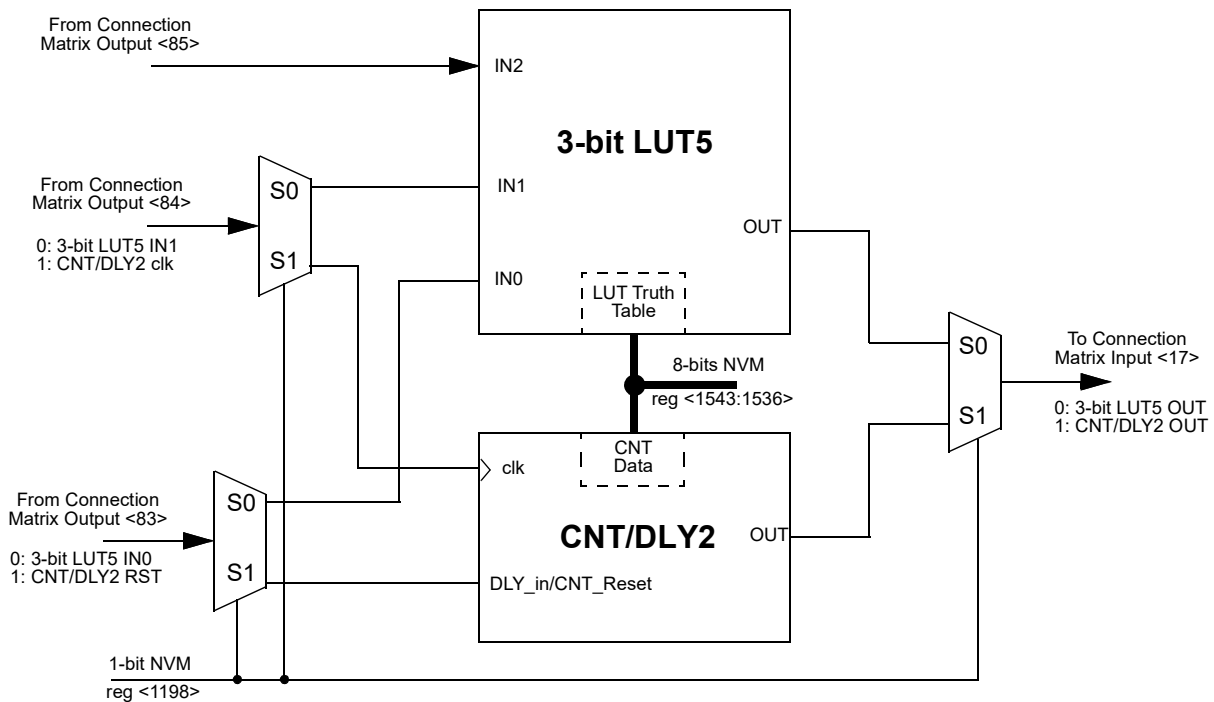 From Connection
Matrix Output <85>
IN2
3-bit LUT5
From Connection
Matrix Output <84>
S0
S1
0: 3-bit LUT5 IN1
1: CNT/DLY2 clk
IN1
IN0
OUT
LUT Truth
Table
8-bits NVM
reg <1543:1536>
S0
S1
To Connection
Matrix Input <17>
0: 3-bit LUT5 OUT
1: CNT/DLY2 OUT
CNT
Data
clk
CNT/DLY2
OUT
DLY_in/CNT_Reset
From Connection
Matrix Output <83>
S0
S1
0: 3-bit LUT5 IN0
1: CNT/DLY2 RST
1-bit NVM
reg <1198>